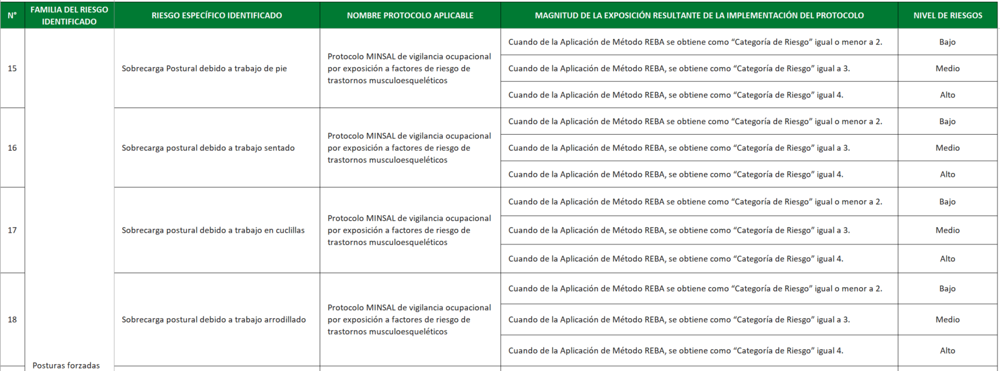 N°
FAMILIA DEL RIESGO
IDENTIFICADO
RIESGO ESPECÍFICO IDENTIFICADO
NOMBRE PROTOCOLO APLICABLE
MAGNITUD DE LA EXPOSICIÓN RESULTANTE DE LA IMPLEMENTACIÓN DEL PROTOCOLO
NIVEL DE RIESGOS
15
Sobrecarga Postural debido a trabajo de pie
Protocolo MINSAL de vigilancia ocupacional
por exposición a factores de riesgo de
trastornos musculoesqueléticos
Cuando de la Aplicación de Método REBA se obtiene como “Categoría de Riesgo” igual o menor a 2.
Bajo
Cuando de la Aplicación de Método REBA, se obtiene como “Categoría de Riesgo” igual a 3.
Medio
Cuando de la Aplicación de Método REBA, se obtiene como “Categoría de Riesgo” igual 4.
Alto
16
Sobrecarga postural debido a trabajo sentado
Protocolo MINSAL de vigilancia ocupacional
por exposición a factores de riesgo de
trastornos musculoesqueléticos
Cuando de la Aplicación de Método REBA se obtiene como “Categoría de Riesgo” igual o menor a 2.
Bajo
Cuando de la Aplicación de Método REBA, se obtiene como “Categoría de Riesgo” igual a 3.
Medio
Cuando de la Aplicación de Método REBA, se obtiene como “Categoría de Riesgo” igual 4.
Alto
17
Sobrecarga postural debido a trabajo en cuclillas
Protocolo MINSAL de vigilancia ocupacional
por exposición a factores de riesgo de
trastornos musculoesqueléticos
Cuando de la Aplicación de Método REBA se obtiene como “Categoría de Riesgo” igual o menor a 2.
Bajo
Cuando de la Aplicación de Método REBA, se obtiene como “Categoría de Riesgo” igual a 3.
Medio
Cuando de la Aplicación de Método REBA, se obtiene como “Categoría de Riesgo” igual 4.
Alto
18
Sobrecarga postural debido a trabajo arrodillado
Protocolo MINSAL de vigilancia ocupacional
por exposición a factores de riesgo de
trastornos musculoesqueléticos
Cuando de la Aplicación de Método REBA se obtiene como “Categoría de Riesgo” igual o menor a 2.
Bajo
Cuando de la Aplicación de Método REBA, se obtiene como “Categoría de Riesgo” igual a 3.
Medio
Cuando de la Aplicación de Método REBA, se obtiene como “Categoría de Riesgo” igual 4.
Alto
Posturas forzadas